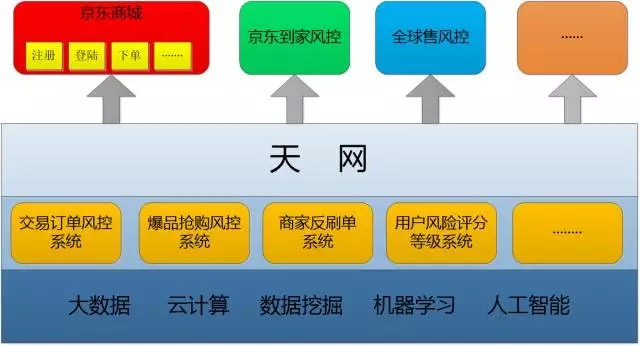 京东商城
注册 登陆 下单 .......
京东到家风控
全球售风控
......
天 网
交易订单风控
系统
爆品抢购风控
系统
商家反刷单
系统
用户风险评分
等级系统
........
大数据 云计算 数据挖掘 机器学习 人工智能